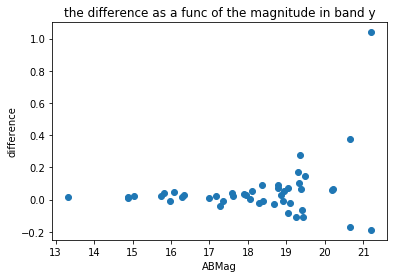 the difference as a func of the magnitude in band y
1.0
0.8
0.6
0.4
0.2
0.0
−0.2
difference
13 14 15 16 17 18 19 20 21
ABMag